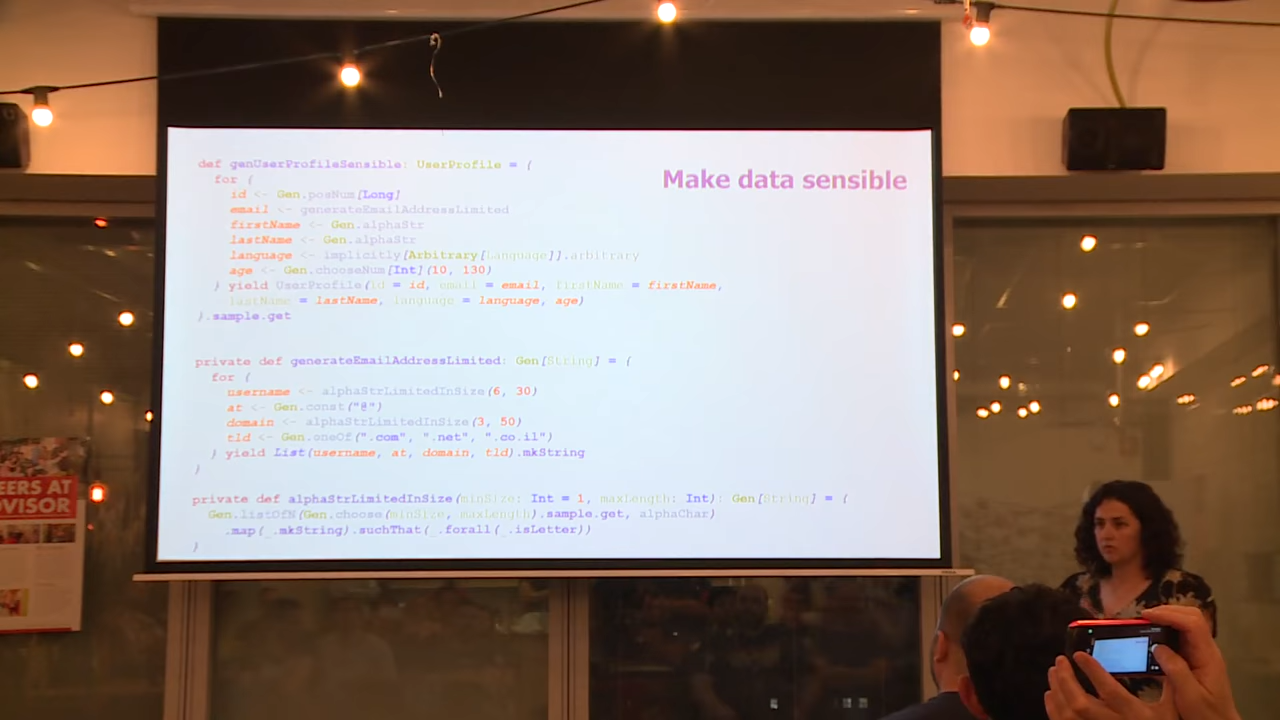 Make data sensible
def genUserProfileSensible: UserProfile = {
for {
id <- Gen.posNum[Long]
email <- generateEmailAddressLimited
firstName <- Gen.alphaStr
lastName <- Gen.alphaStr
language <- implicitly[Arbitrary[Language]].arbitrary
age <- Gen.chooseNum[Int](10, 130)
} yield UserProfile(id = id, email = email, firstName = firstName,
lastName = lastName, language = language, age)
}.sample.get
private def generateEmailAddressLimited: Gen[String] = {
for {
username <- alphaStrLimitedInSize(6, 30)
at <- Gen.const("@")
domain <- alphaStrLimitedInSize(3, 50)
tld <- Gen.oneOf(".com", ".net", ".co.il")
} yield List(username, at, domain, tld).mkString
}
private def alphaStrLimitedInSize(minSize: Int = 1, maxLength: Int): Gen[String] = {
Gen.listOfN(Gen.choose(minSize, maxLength).sample.get, alphaChar)
.map(_.mkString).suchThat(_.forall(_.isLetter))
}
EERS AT
OVISOR